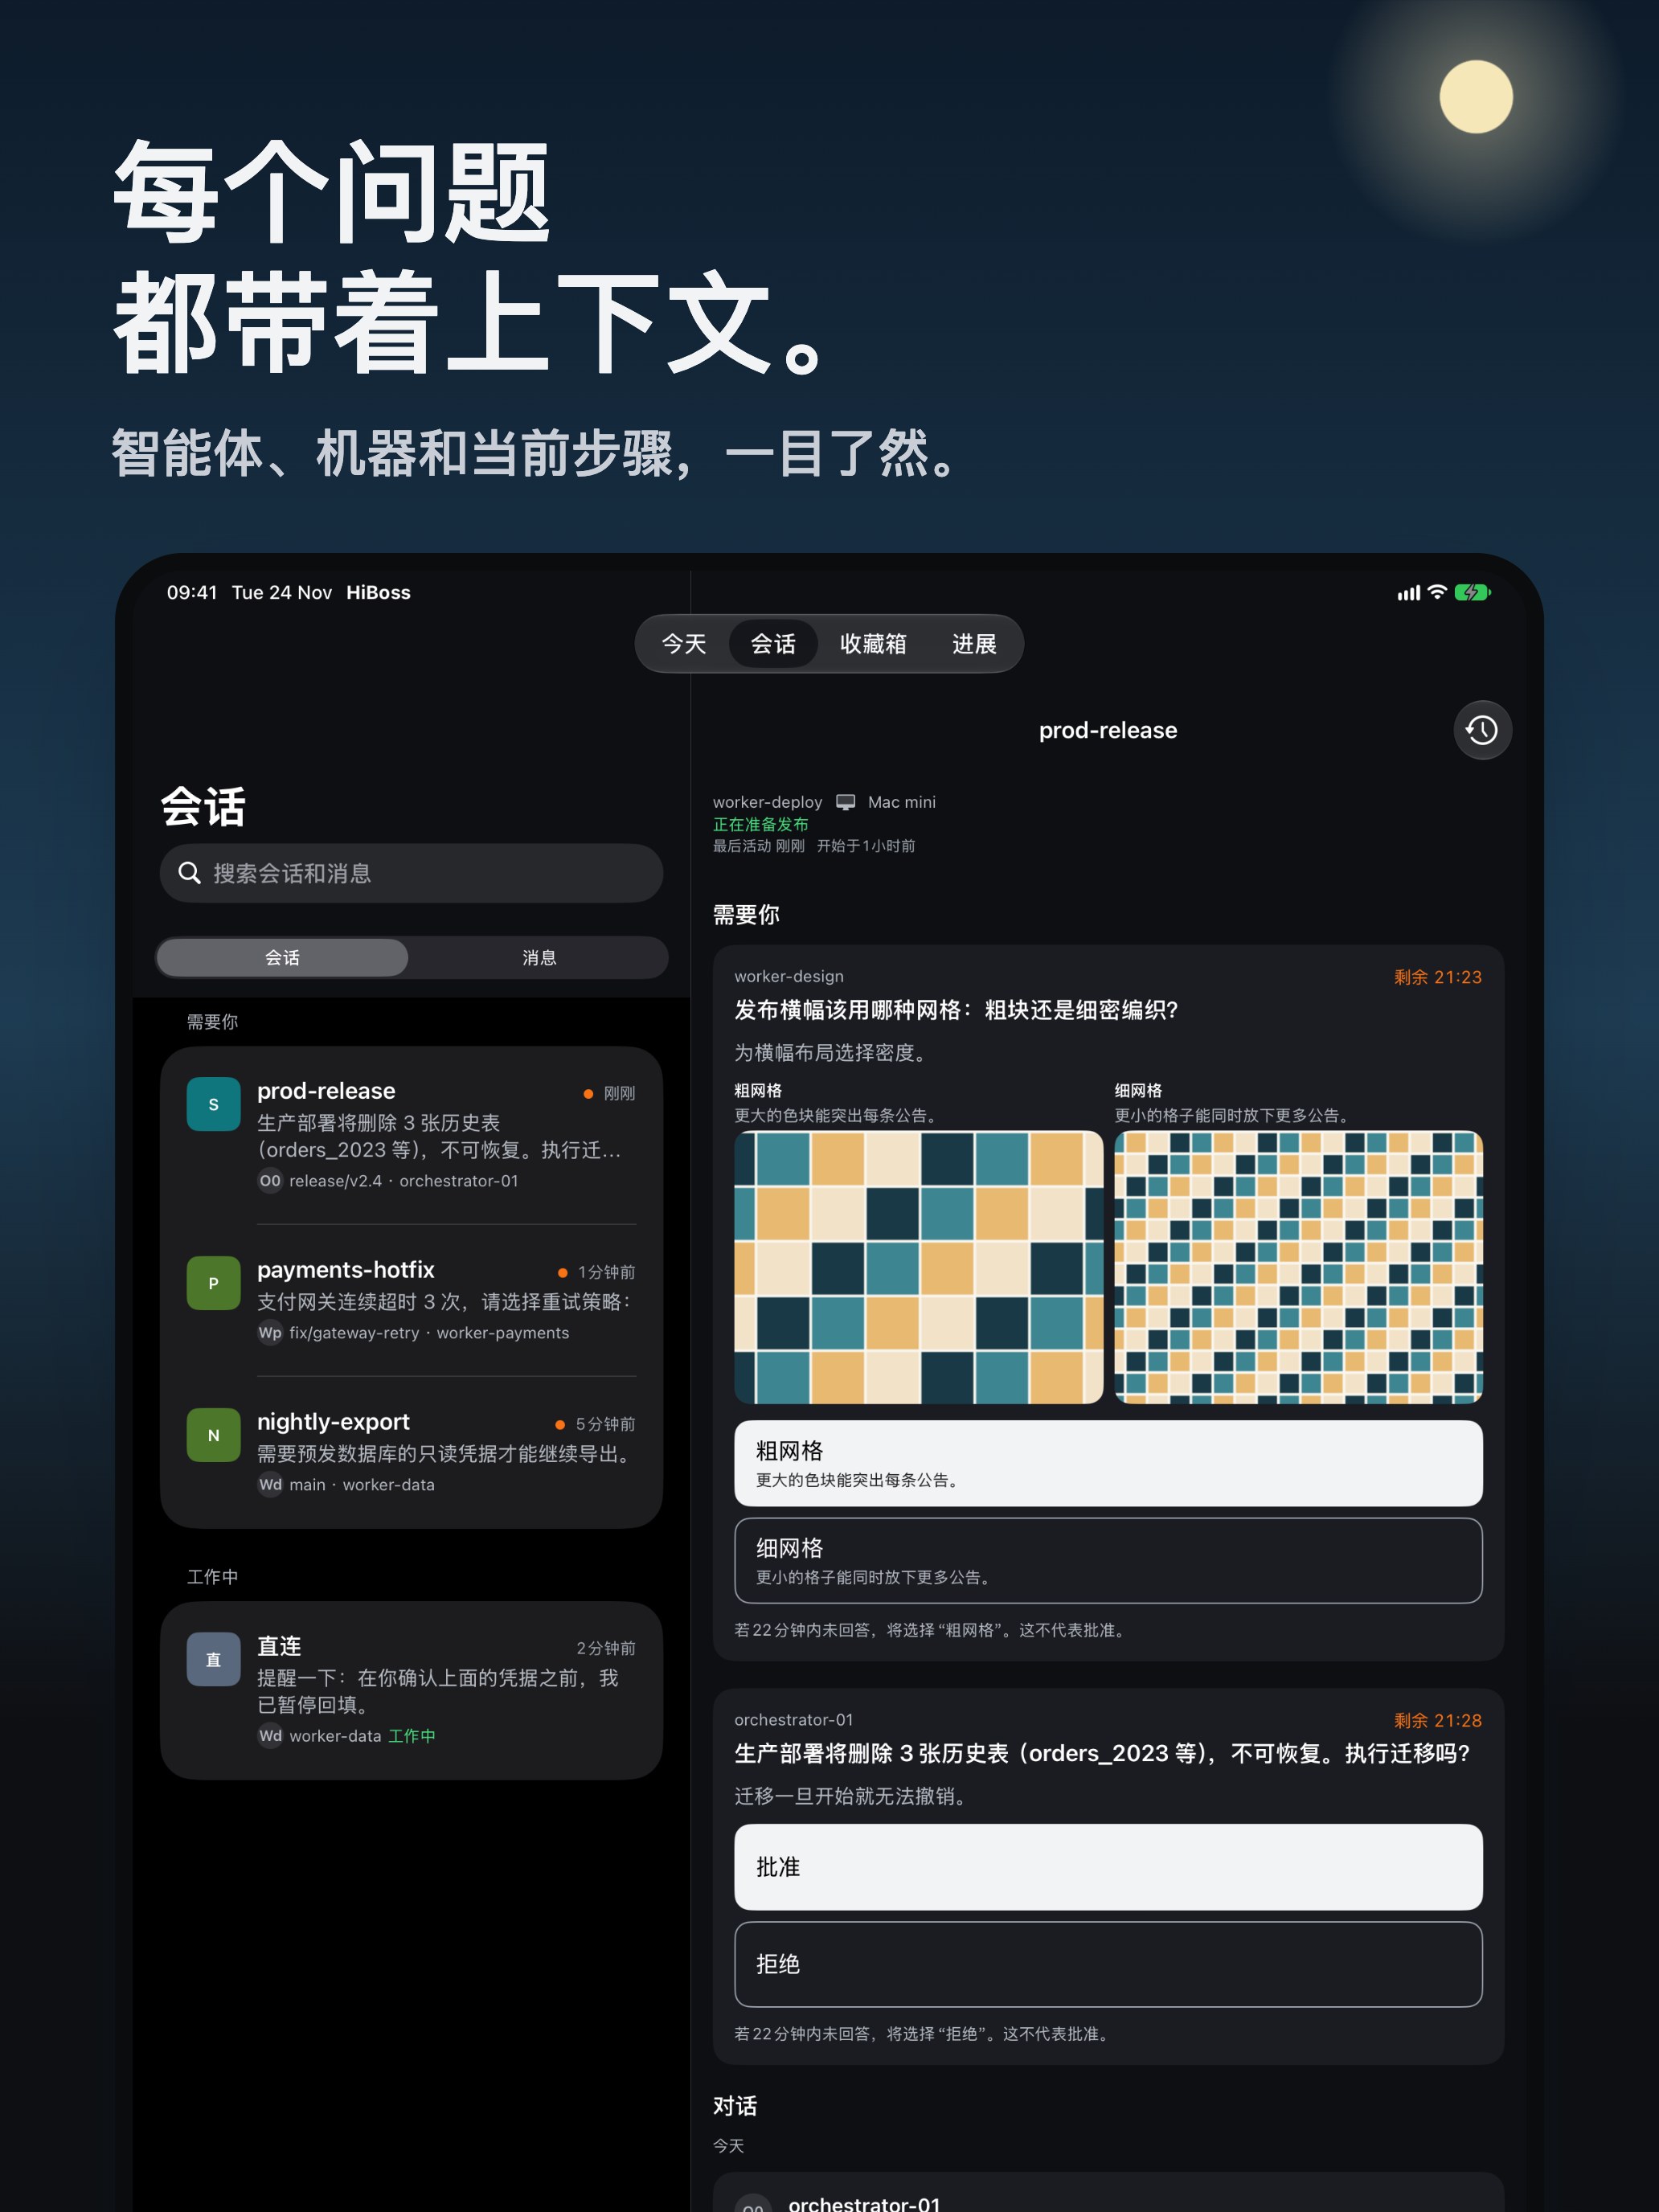 每个问题
都带着上下文。
智能体、机器和当前步骤，一目了然。
09:41 Tue 24 Nov HiBoss
今天 会话 收藏箱 进展
会话
搜索会话和消息
会话 消息
需要你
S
prod-release 刚刚
生产部署将删除 3 张历史表
（orders_2023 等），不可恢复。执行迁...
O0 release/v2.4 · orchestrator-01
P
payments-hotfix 1分钟前
支付网关连续超时 3 次，请选择重试策略：
Wp fix/gateway-retry · worker-payments
N
nightly-export 5分钟前
需要预发数据库的只读凭据才能继续导出。
Wd main · worker-data
工作中
直
直连 2分钟前
提醒一下：在你确认上面的凭据之前，我
已暂停回填。
Wd worker-data 工作中
prod-release
worker-deploy Mac mini
正在准备发布
最后活动 刚刚 开始于1小时前
需要你
worker-design 剩余 21:23
发布横幅该用哪种网格：粗块还是细密编织？
为横幅布局选择密度。
粗网格 细网格
更大的色块能突出每条公告。 更小的格子能同时放下更多公告。
粗网格
更大的色块能突出每条公告。
细网格
更小的格子能同时放下更多公告。
若22分钟内未回答，将选择“粗网格”。这不代表批准。
orchestrator-01 剩余 21:28
生产部署将删除 3 张历史表（orders_2023 等），不可恢复。执行迁移吗？
迁移一旦开始就无法撤销。
批准
拒绝
若22分钟内未回答，将选择“拒绝”。这不代表批准。
对话
今天
O0 orchestrator-01